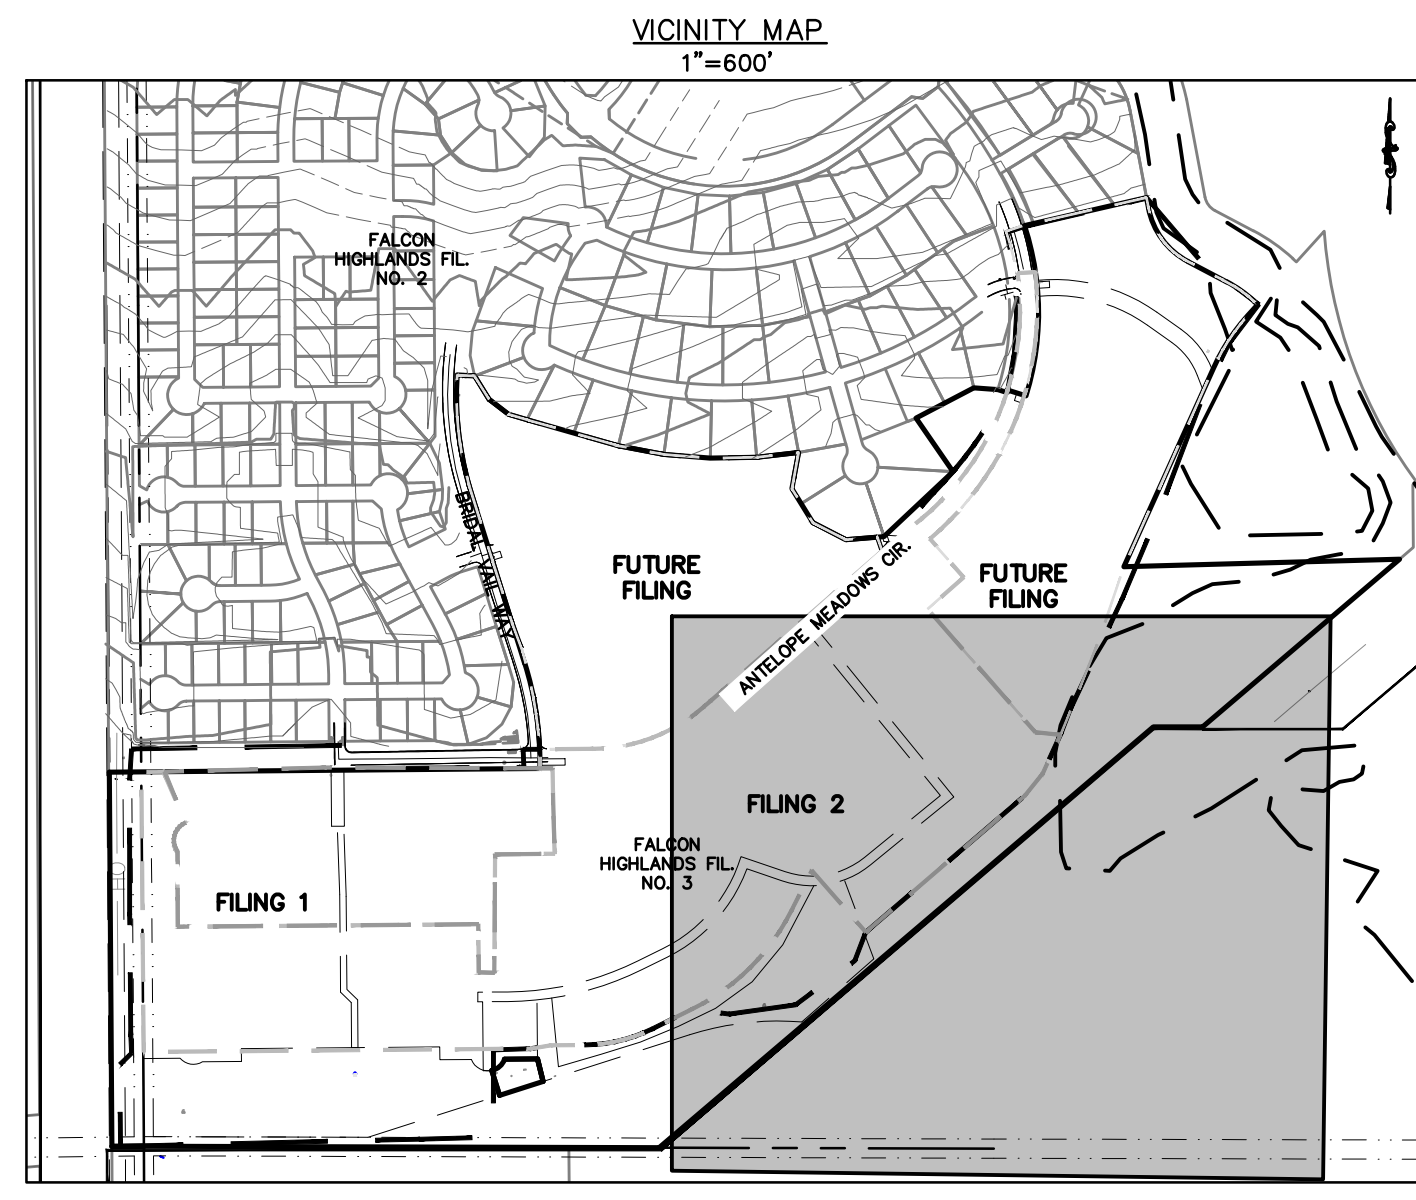 VICINITY MAP
1"=600'
FALCON
HIGHLANDS FIL.
NO. 2
BRIDAL VAIL WAY
FUTURE
FILING
ANTELOPE MEADOWS CIR.
FUTURE
FILING
FILING 2
FALCON
HIGHLANDS FIL.
NO. 3
FILING 1